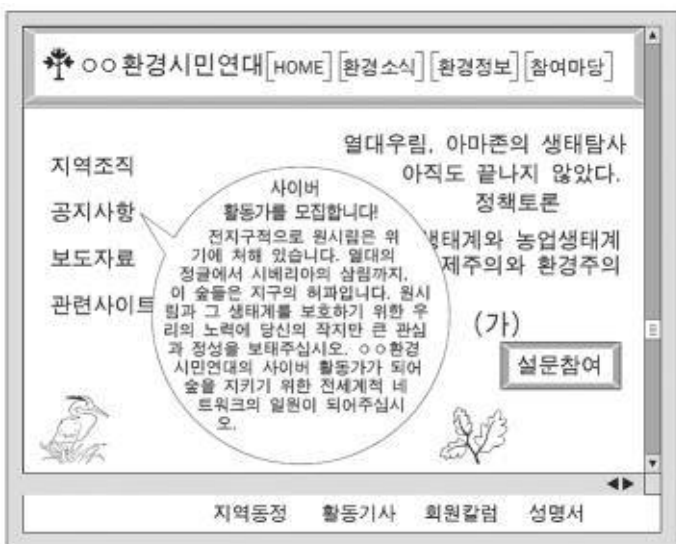 ○○환경시민연대 [HOME] [환경소식] [환경정보] [참여마당]
지역조직
공지사항
보도자료
관련사이트
사이버
활동가를 모집합니다!
전지구적으로 원시림은 위
기에 처해 있습니다. 열대의
정글에서 시베리아의 삼림까지,
이 숲들은 지구의 허파입니다. 원시
림과 그 생태계를 보호하기 위한 우
리의 노력에 당신의 작지만 큰 관심
과 정성을 보태주십시오. ○○환경
시민연대의 사이버 활동가가 되어
숲을 지키기 위한 전세계적 네
트워크의 일원이 되어주십시
오.
열대우림, 아마존의 생태탐사
아직도 끝나지 않았다.
정책토론
생태계와 농업생태계
제주의와 환경주의
(가)
설문참여
지역동정 활동기사 회원칼럼 성명서